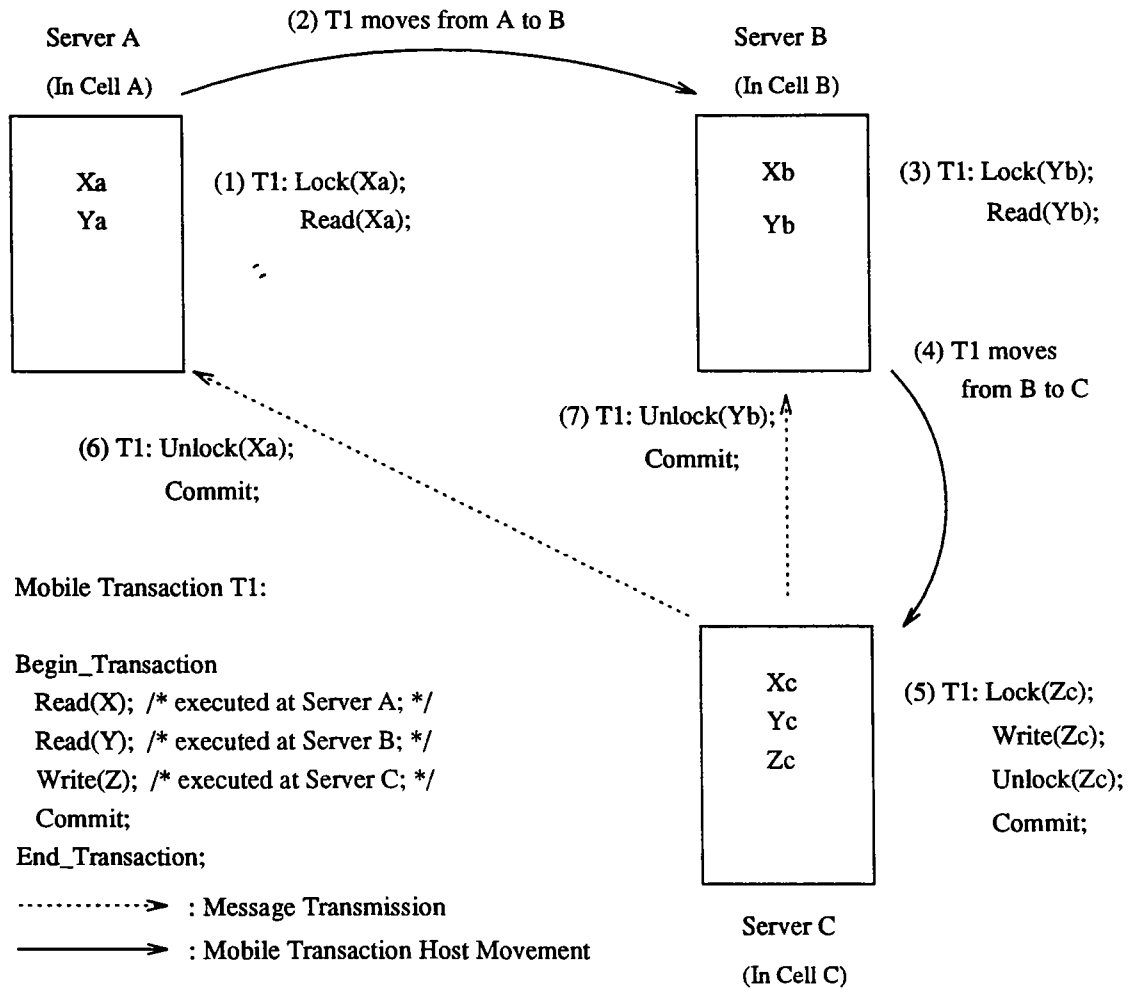 (2) T1 moves from A to B
Server A
(In Cell A)
Server B
(In Cell B)
Xa
Ya
(1) T1: Lock(Xa);
Read(Xa);
Xb
Yb
(3) T1: Lock(Yb);
Read(Yb);
(4) T1 moves
from B to C
(6) T1: Unlock(Xa);
Commit;
(7) T1: Unlock(Yb);
Commit;
Mobile Transaction T1:
Begin_Transaction
Read(X); /* executed at Server A; */
Read(Y); /* executed at Server B; */
Write(Z); /* executed at Server C; */
Commit;
End_Transaction;
Xc
Yc
Zc
(5) T1: Lock(Zc);
Write(Zc);
Unlock(Zc);
Commit;
: Message Transmission
: Mobile Transaction Host Movement
Server C
(In Cell C)